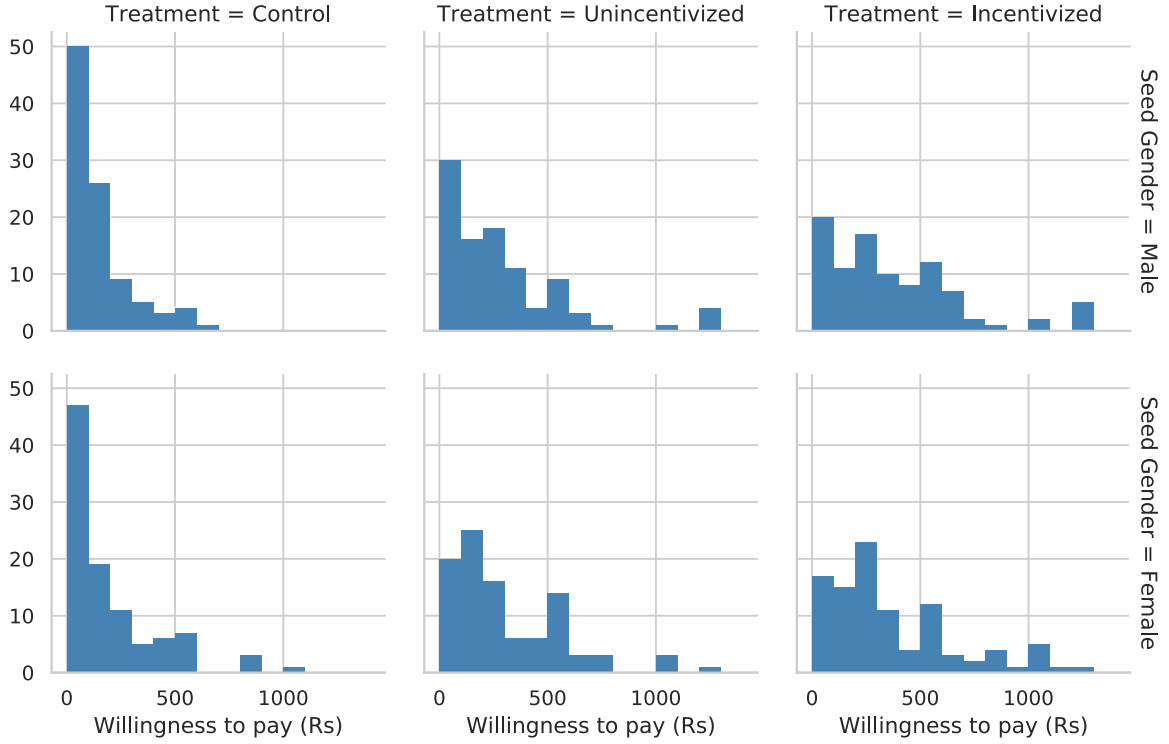 Treatment = Control
Treatment = Unincentivized
Treatment = Incentivized
50
40
30
20
10
0
Seed Gender = Male
50
40
30
20
10
0
Seed Gender = Female
0 500 1000
0 500 1000
0 500 1000
Willingness to pay (Rs)
Willingness to pay (Rs)
Willingness to pay (Rs)